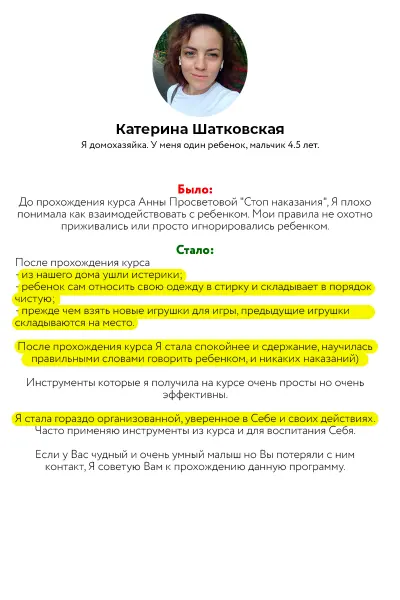 Катерина Шатковская
Я домохазяйка. У меня один ребенок, мальчик 4.5 лет.
Было:
До прохождения курса Анны Просветовой "Стоп наказания", Я плохо
понимала как взаимодействовать с ребенком. Мои правила не охотно
приживались или просто игнорировались ребенком.
Стало:
После прохождения курса
- из нашего дома ушли истерики;
- ребенок сам относить свою одежду в стирку и складывает в порядок
чистую;
- прежде чем взять новые игрушки для игры, предыдущие игрушки
складываются на место.
После прохождения курса Я стала спокойнее и сдержание, научилась
правильными словами говорить ребенком, и никаких наказаний)
Инструменты которые я получила на курсе очень просты но очень
эффективны.
Я стала гораздо организованной, уверенное в Себе и своих действиях.
Часто применяю инструменты из курса и для воспитания Себя.
Если у Вас чудный и очень умный малыш но Вы потеряли с ним
контакт, Я советую Вам к прохождению данную программу.